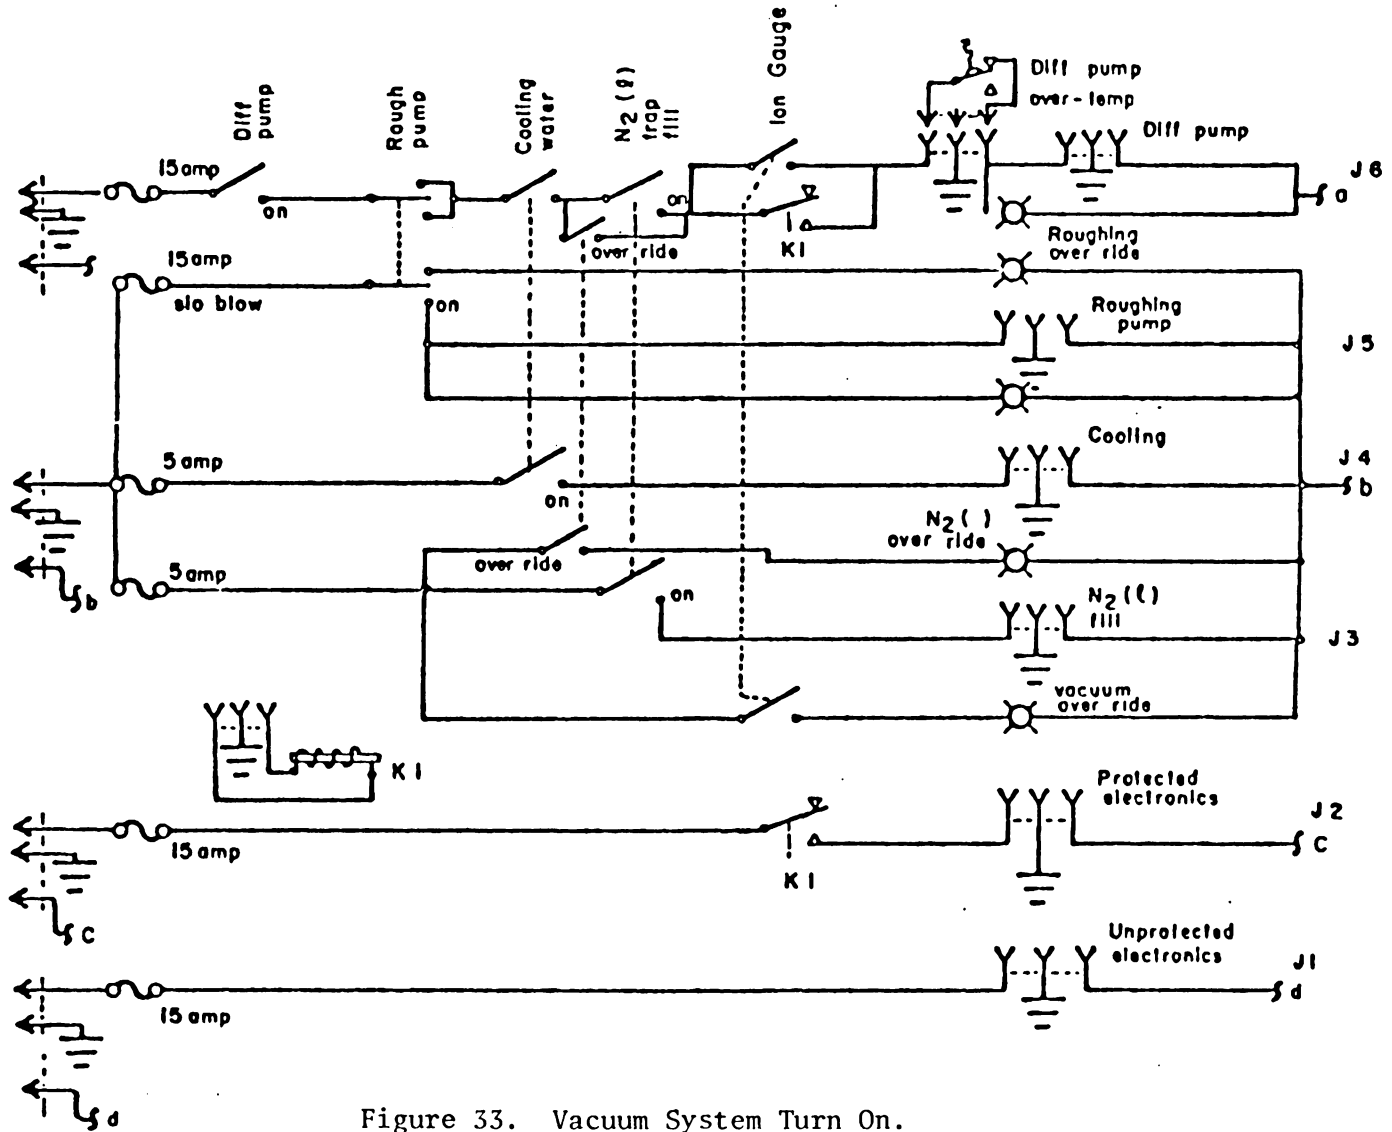 Diff
pump
Rough
pump
Cooling
water
N2(ℓ)
trap
fill
Ion Gauge
Diff pump
over-temp
Diff pump
J6
a
15 amp
on
on
over ride
K1
Roughing
over ride
15 amp
slo blow
on
Roughing
pump
J5
Cooling
J4
b
5 amp
on
N2( )
over ride
over ride
5 amp
b
on
N2(ℓ)
fill
J3
vacuum
over ride
K1
Protected
electronics
J2
C
15 amp
K1
C
Unprotected
electronics
J1
d
15 amp
d
Figure 33. Vacuum System Turn On.